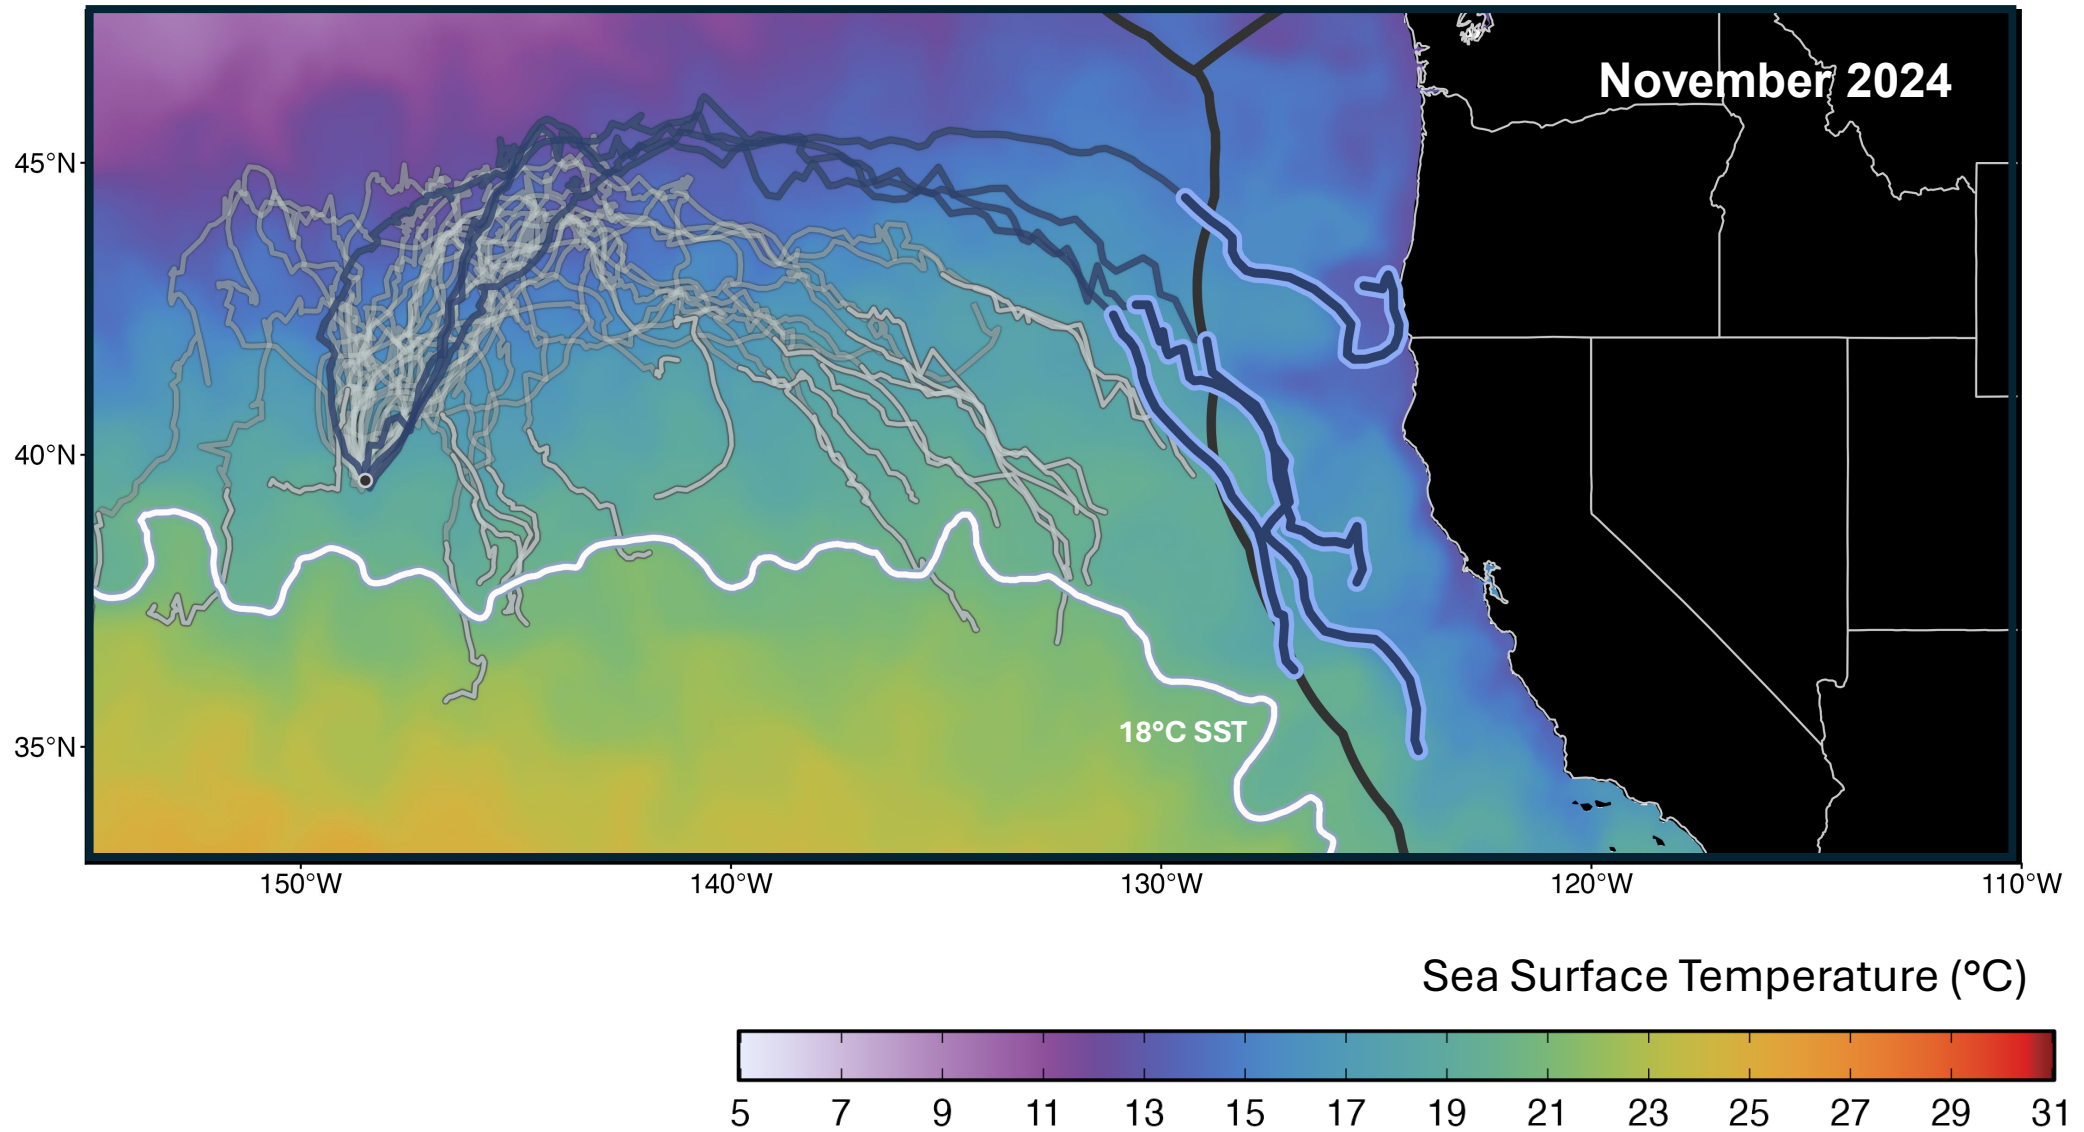 November 2024
45°N
40°N
35°N
18°C SST
150°W 140°W 130°W 120°W 110°W
Sea Surface Temperature (°C)
5 7 9 11 13 15 17 19 21 23 25 27 29 31